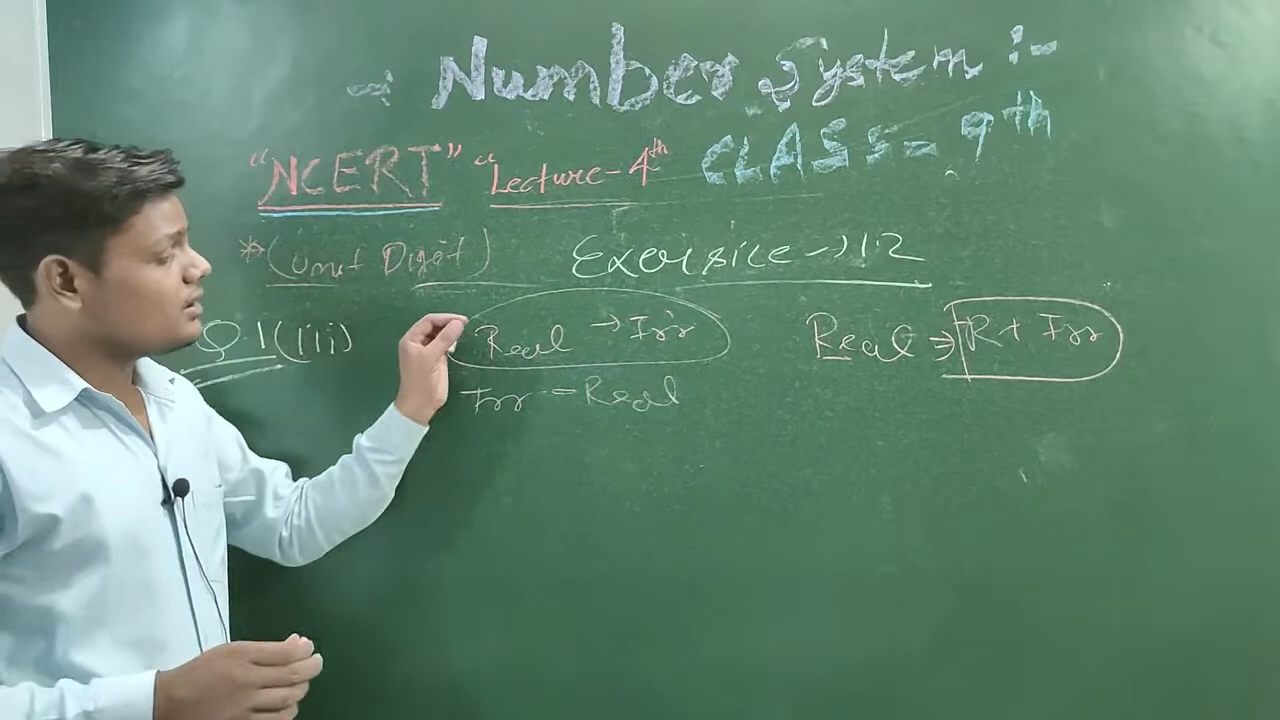 Number System :-
"NCERT" "Lecture-4th CLASS = 9th
*(Unit Digit) Exersice → 1.2
Q.1(iii) Real → Irr Real ⇒ R + Irr
Irr = Real